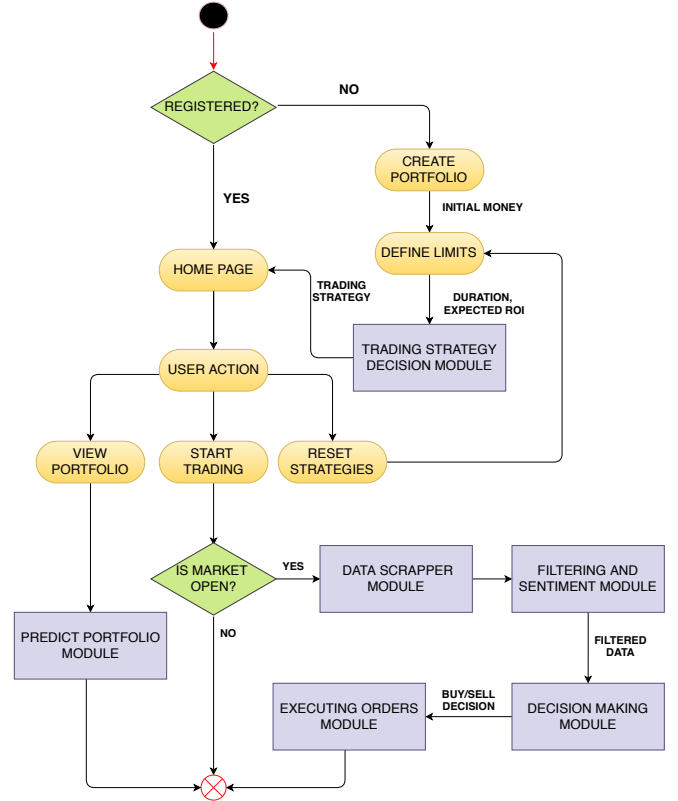 REGISTERED?
NO
CREATE
PORTFOLIO
YES
INITIAL MONEY
HOME PAGE
DEFINE LIMITS
TRADING
STRATEGY
DURATION,
EXPECTED ROI
TRADING STRATEGY
DECISION MODULE
USER ACTION
VIEW
PORTFOLIO
START
TRADING
RESET
STRATEGIES
IS MARKET
OPEN?
YES
DATA SCRAPPER
MODULE
FILTERING AND
SENTIMENT MODULE
NO
PREDICT PORTFOLIO
MODULE
FILTERED
DATA
EXECUTING ORDERS
MODULE
BUY/SELL
DECISION
DECISION MAKING
MODULE